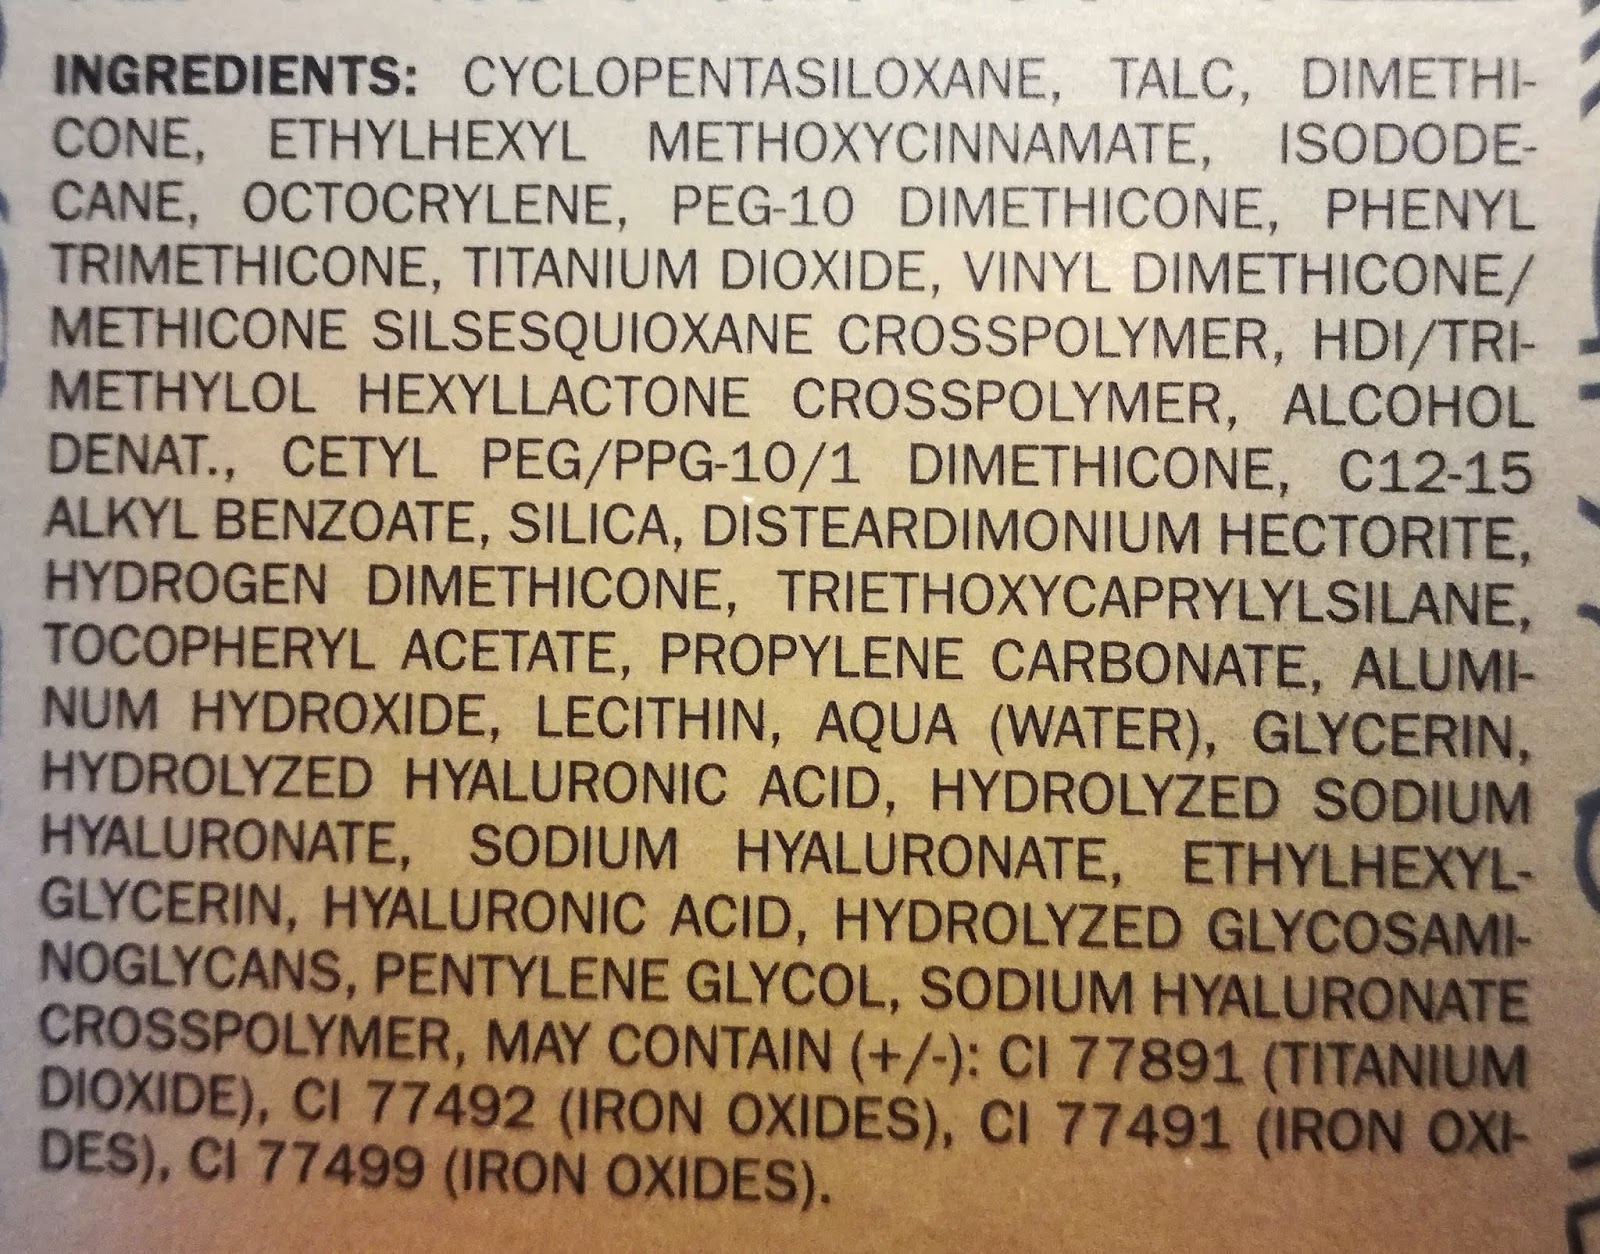 INGREDIENTS: CYCLOPENTASILOXANE, TALC, DIMETHI-
CONE, ETHYLHEXYL METHOXYCINNAMATE, ISODODE-
CANE, OCTOCRYLENE, PEG-10 DIMETHICONE, PHENYL
TRIMETHICONE, TITANIUM DIOXIDE, VINYL DIMETHICONE/
METHICONE SILSESQUIOXANE CROSSPOLYMER, HDI/TRI-
METHYLOL HEXYLLACTONE CROSSPOLYMER, ALCOHOL
DENAT., CETYL PEG/PPG-10/1 DIMETHICONE, C12-15
ALKYL BENZOATE, SILICA, DISTEARDIMONIUM HECTORITE,
HYDROGEN DIMETHICONE, TRIETHOXYCAPRYLYLSILANE,
TOCOPHERYL ACETATE, PROPYLENE CARBONATE, ALUMI-
NUM HYDROXIDE, LECITHIN, AQUA (WATER), GLYCERIN,
HYDROLYZED HYALURONIC ACID, HYDROLYZED SODIUM
HYALURONATE, SODIUM HYALURONATE, ETHYLHEXYL-
GLYCERIN, HYALURONIC ACID, HYDROLYZED GLYCOSAMI-
NOGLYCANS, PENTYLENE GLYCOL, SODIUM HYALURONATE
CROSSPOLYMER, MAY CONTAIN (+/-): CI 77891 (TITANIUM
DIOXIDE), CI 77492 (IRON OXIDES), CI 77491 (IRON OXI-
DES), CI 77499 (IRON OXIDES).